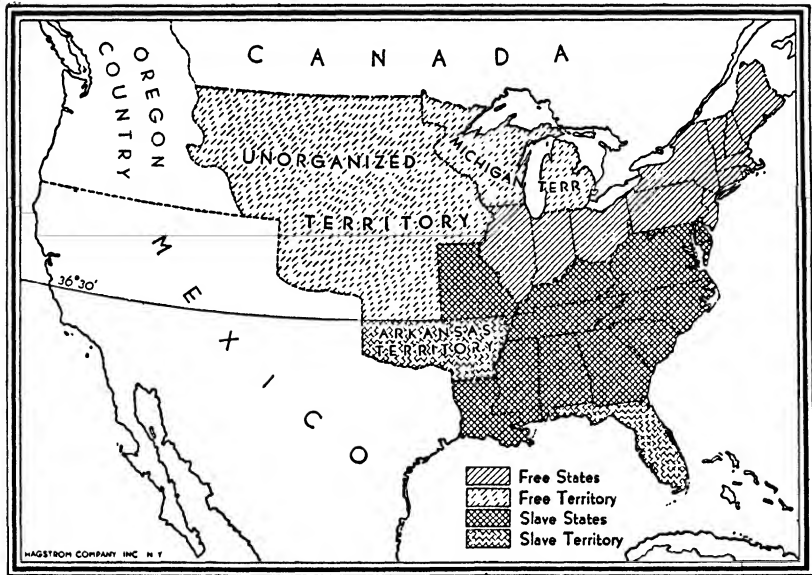 CANADA
OREGON
COUNTRY
UNORGANIZED
TERRITORY
MICHIGAN
TERR.
36°30'
MEXICO
ARKANSAS
TERRITORY
Free States
Free Territory
Slave States
Slave Territory
HAGSTROM COMPANY INC N Y